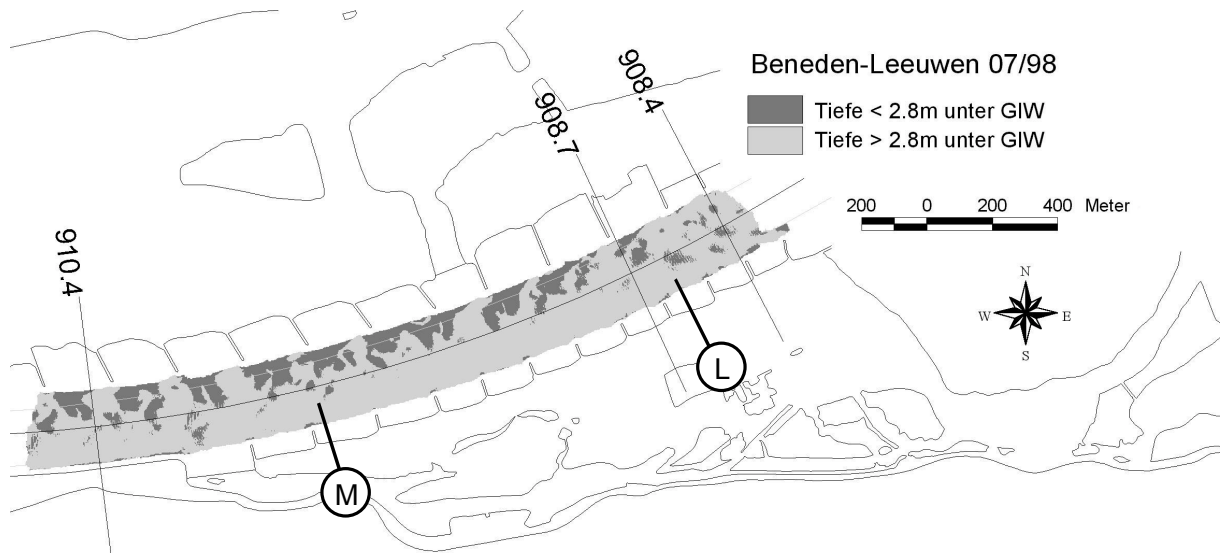 Beneden-Leeuwen 07/98
Tiefe < 2.8m unter GlW
Tiefe > 2.8m unter GlW
200 0 200 400 Meter
908.4
908.7
910.4
N
W E
S
L
M